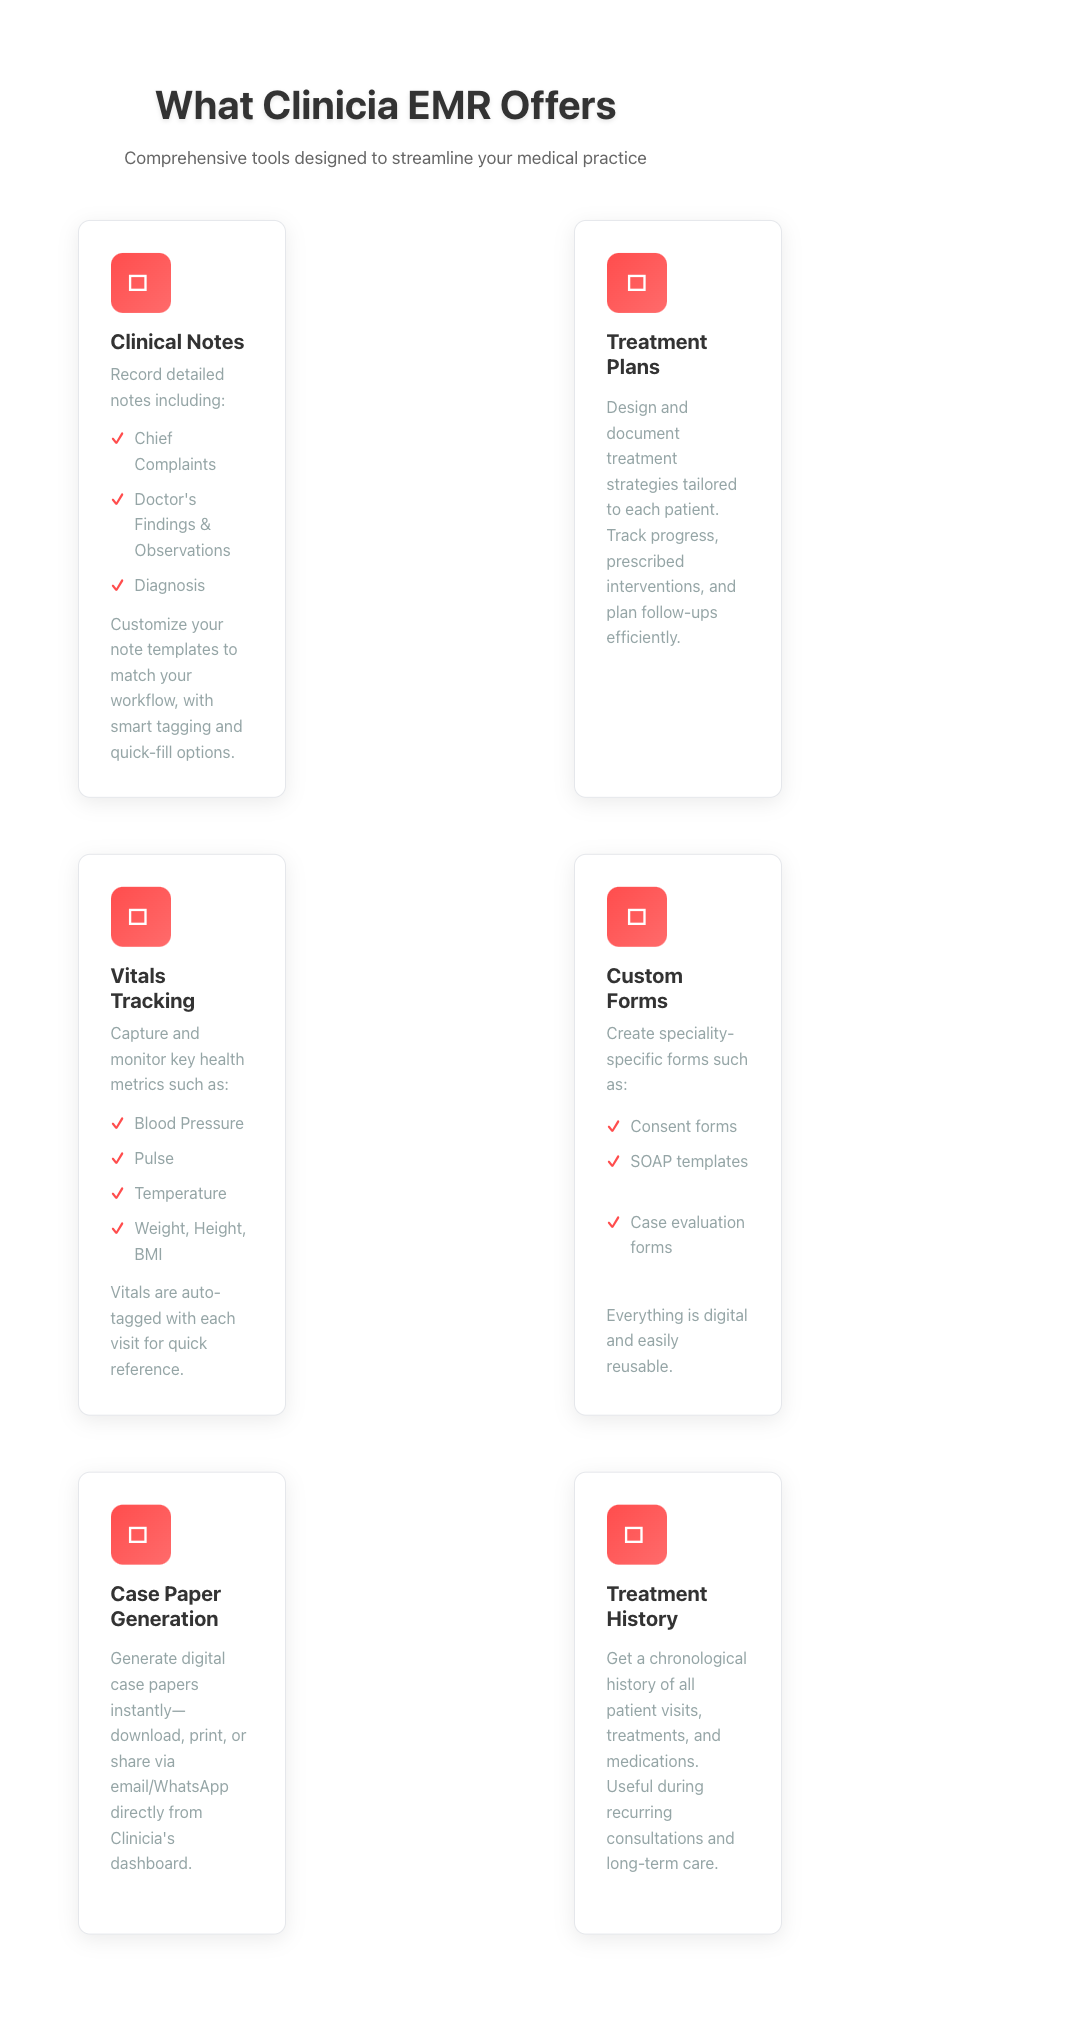 What Clinicia EMR Offers
Comprehensive tools designed to streamline your medical practice
Clinical Notes
Record detailed
notes including:
Chief
Complaints
Doctor's
Findings &
Observations
Diagnosis
Customize your
note templates to
match your
workflow, with
smart tagging and
quick-fill options.
Treatment
Plans
Design and
document
treatment
strategies tailored
to each patient.
Track progress,
prescribed
interventions, and
plan follow-ups
efficiently.
Vitals
Tracking
Capture and
monitor key health
metrics such as:
Blood Pressure
Pulse
Temperature
Weight, Height,
BMI
Vitals are auto-
tagged with each
visit for quick
reference.
Custom
Forms
Create speciality-
specific forms such
as:
Consent forms
SOAP templates
Case evaluation
forms
Everything is digital
and easily
reusable.
Case Paper
Generation
Generate digital
case papers
instantly—
download, print, or
share via
email/WhatsApp
directly from
Clinicia's
dashboard.
Treatment
History
Get a chronological
history of all
patient visits,
treatments, and
medications.
Useful during
recurring
consultations and
long-term care.